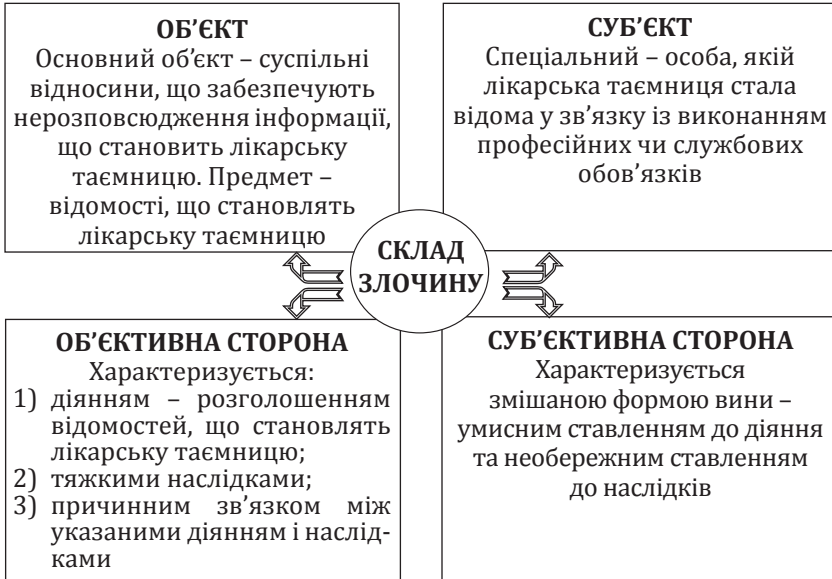 ОБ’ЄКТ
Основний об’єкт – суспільні
відносини, що забезпечують
нерозповсюдження інформації,
що становить лікарську
таємницю. Предмет –
відомості, що становлять
лікарську таємницю
СУБ’ЄКТ
Спеціальний – особа, якій
лікарська таємниця стала
відома у зв’язку із виконанням
професійних чи службових
обов’язків
СКЛАД
ЗЛОЧИНУ
ОБ’ЄКТИВНА СТОРОНА
Характеризується:
1) діянням – розголошенням
відомостей, що становлять
лікарську таємницю;
2) тяжкими наслідками;
3) причинним зв’язком між
указаними діянням і наслід-
ками
СУБ’ЄКТИВНА СТОРОНА
Характеризується
змішаною формою вини –
умисним ставленням до діяння
та необережним ставленням
до наслідків